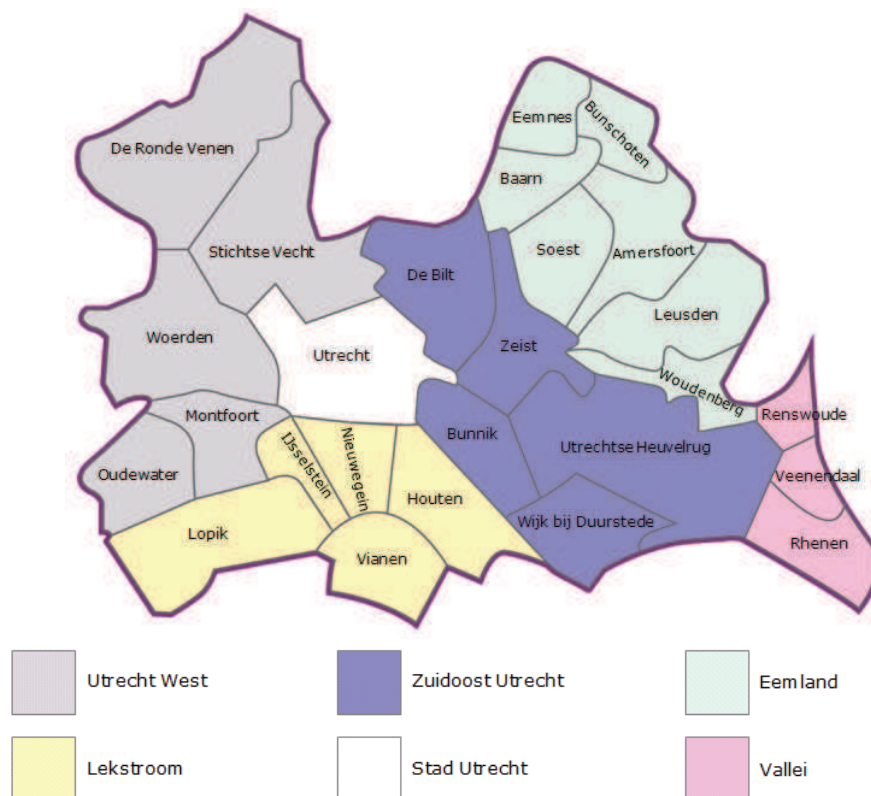 Eemnes
Bunschoten
De Ronde Venen
Baarn
Stichtse Vecht
Soest
Amersfoort
De Bilt
Leusden
Woerden
Utrecht
Zeist
Woudenberg
Montfoort
Renswoude
Bunnik
Utrechtse Heuvelrug
IJsselstein
Nieuwegein
Oudewater
Veenendaal
Houten
Wijk bij Duurstede
Lopik
Vianen
Rhenen
Utrecht West
Zuidoost Utrecht
Eemland
Lekstroom
Stad Utrecht
Vallei